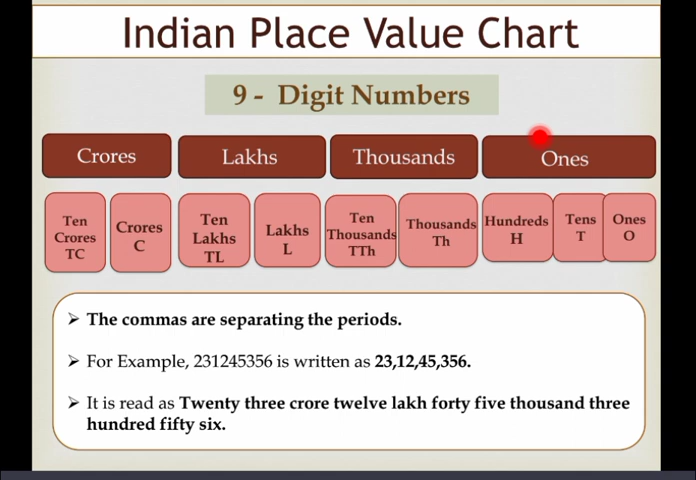 Indian Place Value Chart
9 - Digit Numbers
Crores Lakhs Thousands Ones
Ten Crores TC
Crores C
Ten Lakhs TL
Lakhs L
Ten Thousands TTh
Thousands Th
Hundreds H
Tens T
Ones O
➢ The commas are separating the periods.
➢ For Example, 231245356 is written as 23,12,45,356.
➢ It is read as Twenty three crore twelve lakh forty five thousand three
hundred fifty six.